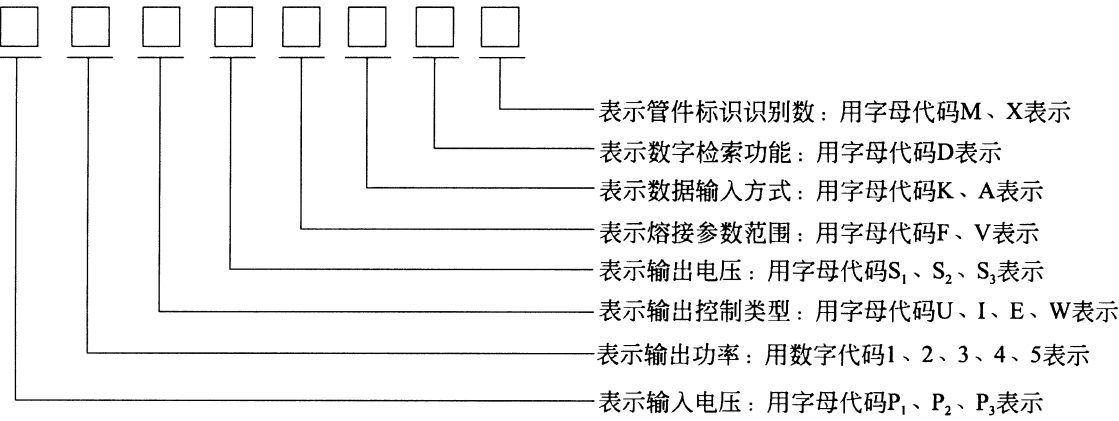 表示管件标识识别数：用字母代码M、X表示
表示数字检索功能：用字母代码D表示
表示数据输入方式：用字母代码K、A表示
表示熔接参数范围：用字母代码F、V表示
表示输出电压：用字母代码S₁、S₂、S₃表示
表示输出控制类型：用字母代码U、I、E、W表示
表示输出功率：用数字代码1、2、3、4、5表示
表示输入电压：用字母代码P₁、P₂、P₃表示